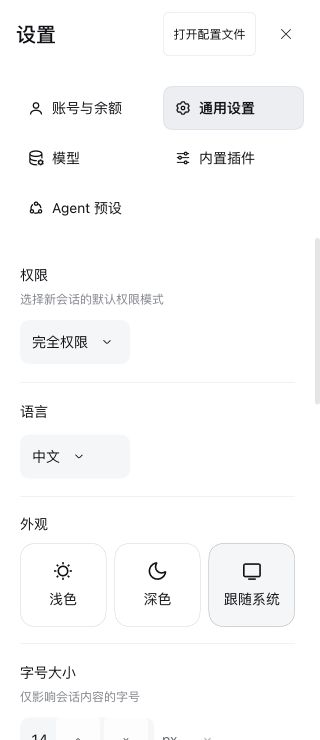 设置
打开配置文件
账号与余额
通用设置
模型
内置插件
Agent 预设
权限
选择新会话的默认权限模式
完全权限
语言
中文
外观
浅色
深色
跟随系统
字号大小
仅影响会话内容的字号
14
px